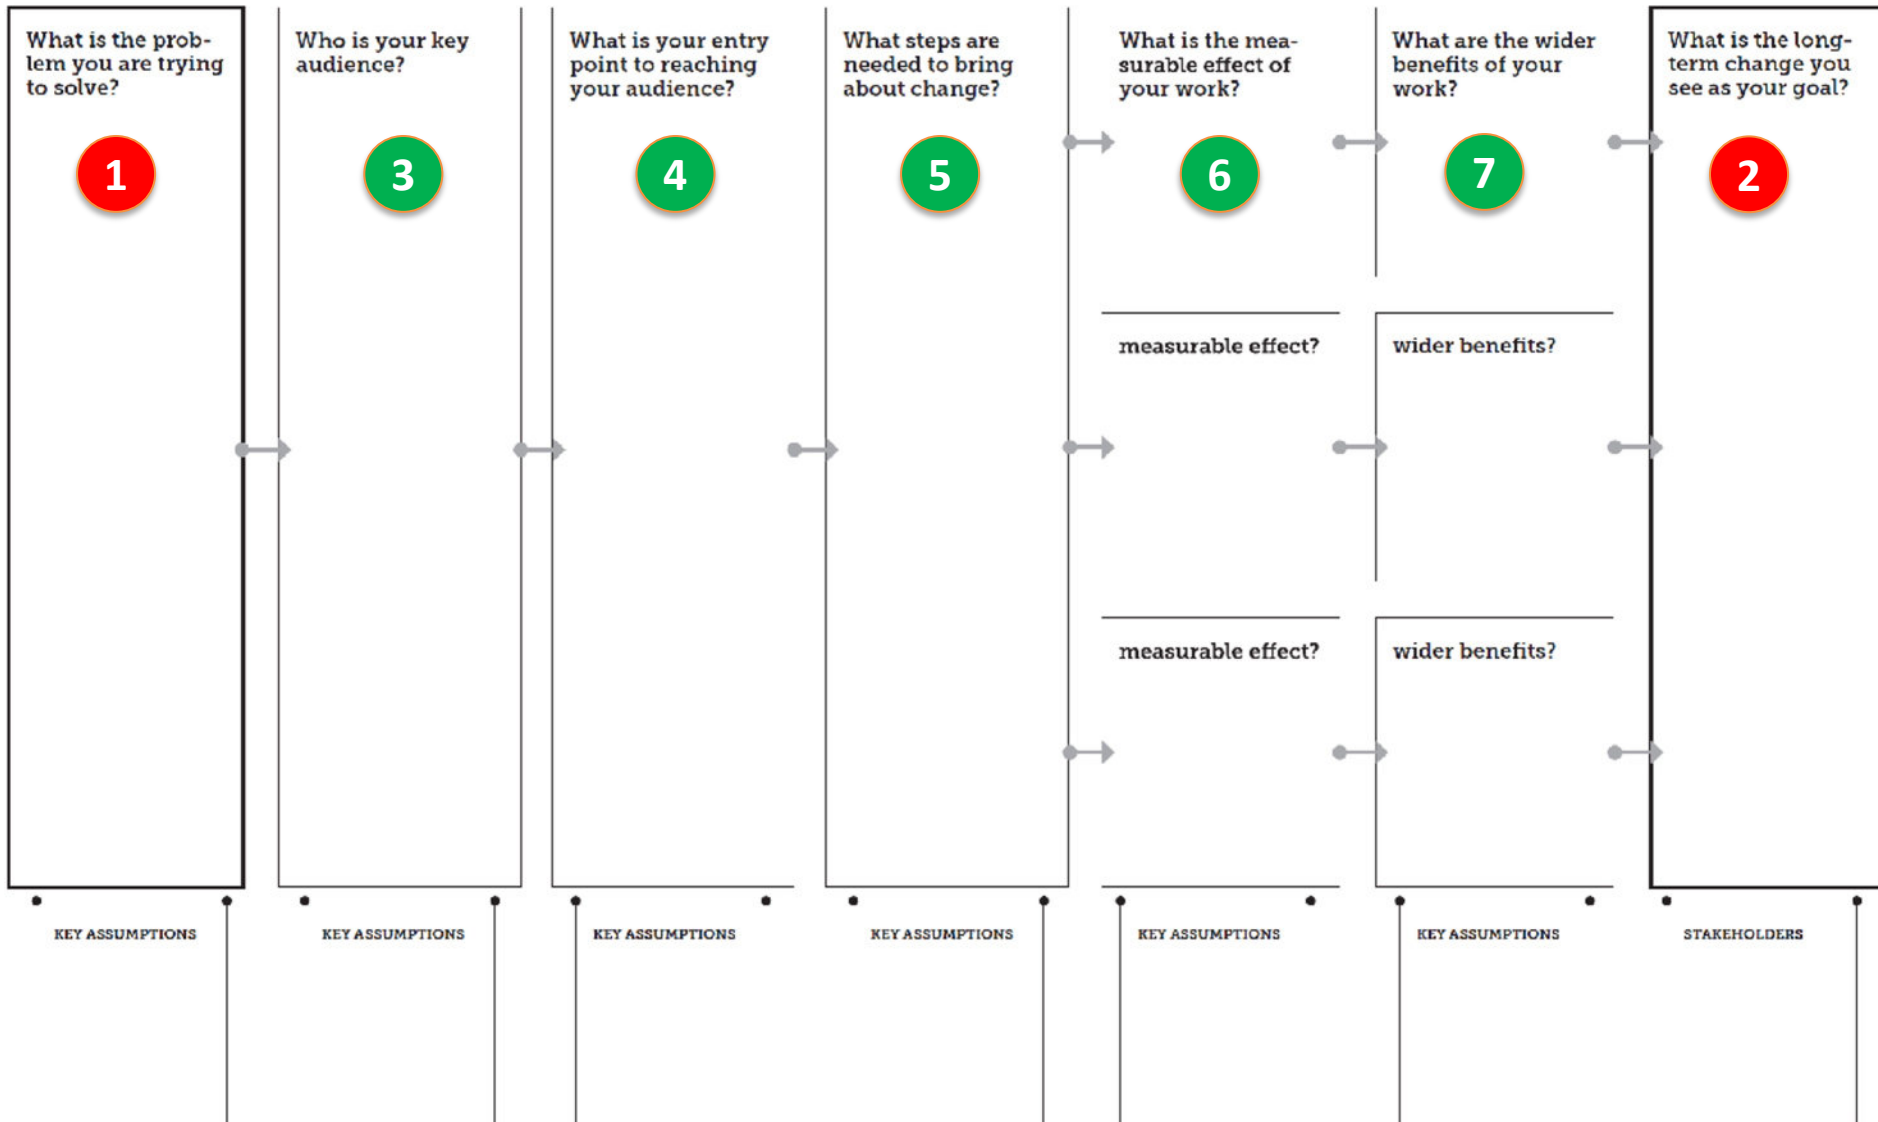 What is the prob-
lem you are trying
to solve?
1
Who is your key
audience?
3
What is your entry
point to reaching
your audience?
4
What steps are
needed to bring
about change?
5
What is the mea-
surable effect of
your work?
6
What are the wider
benefits of your
work?
7
What is the long-
term change you
see as your goal?
2
measurable effect?
wider benefits?
measurable effect?
wider benefits?
KEY ASSUMPTIONS
KEY ASSUMPTIONS
KEY ASSUMPTIONS
KEY ASSUMPTIONS
KEY ASSUMPTIONS
KEY ASSUMPTIONS
STAKEHOLDERS